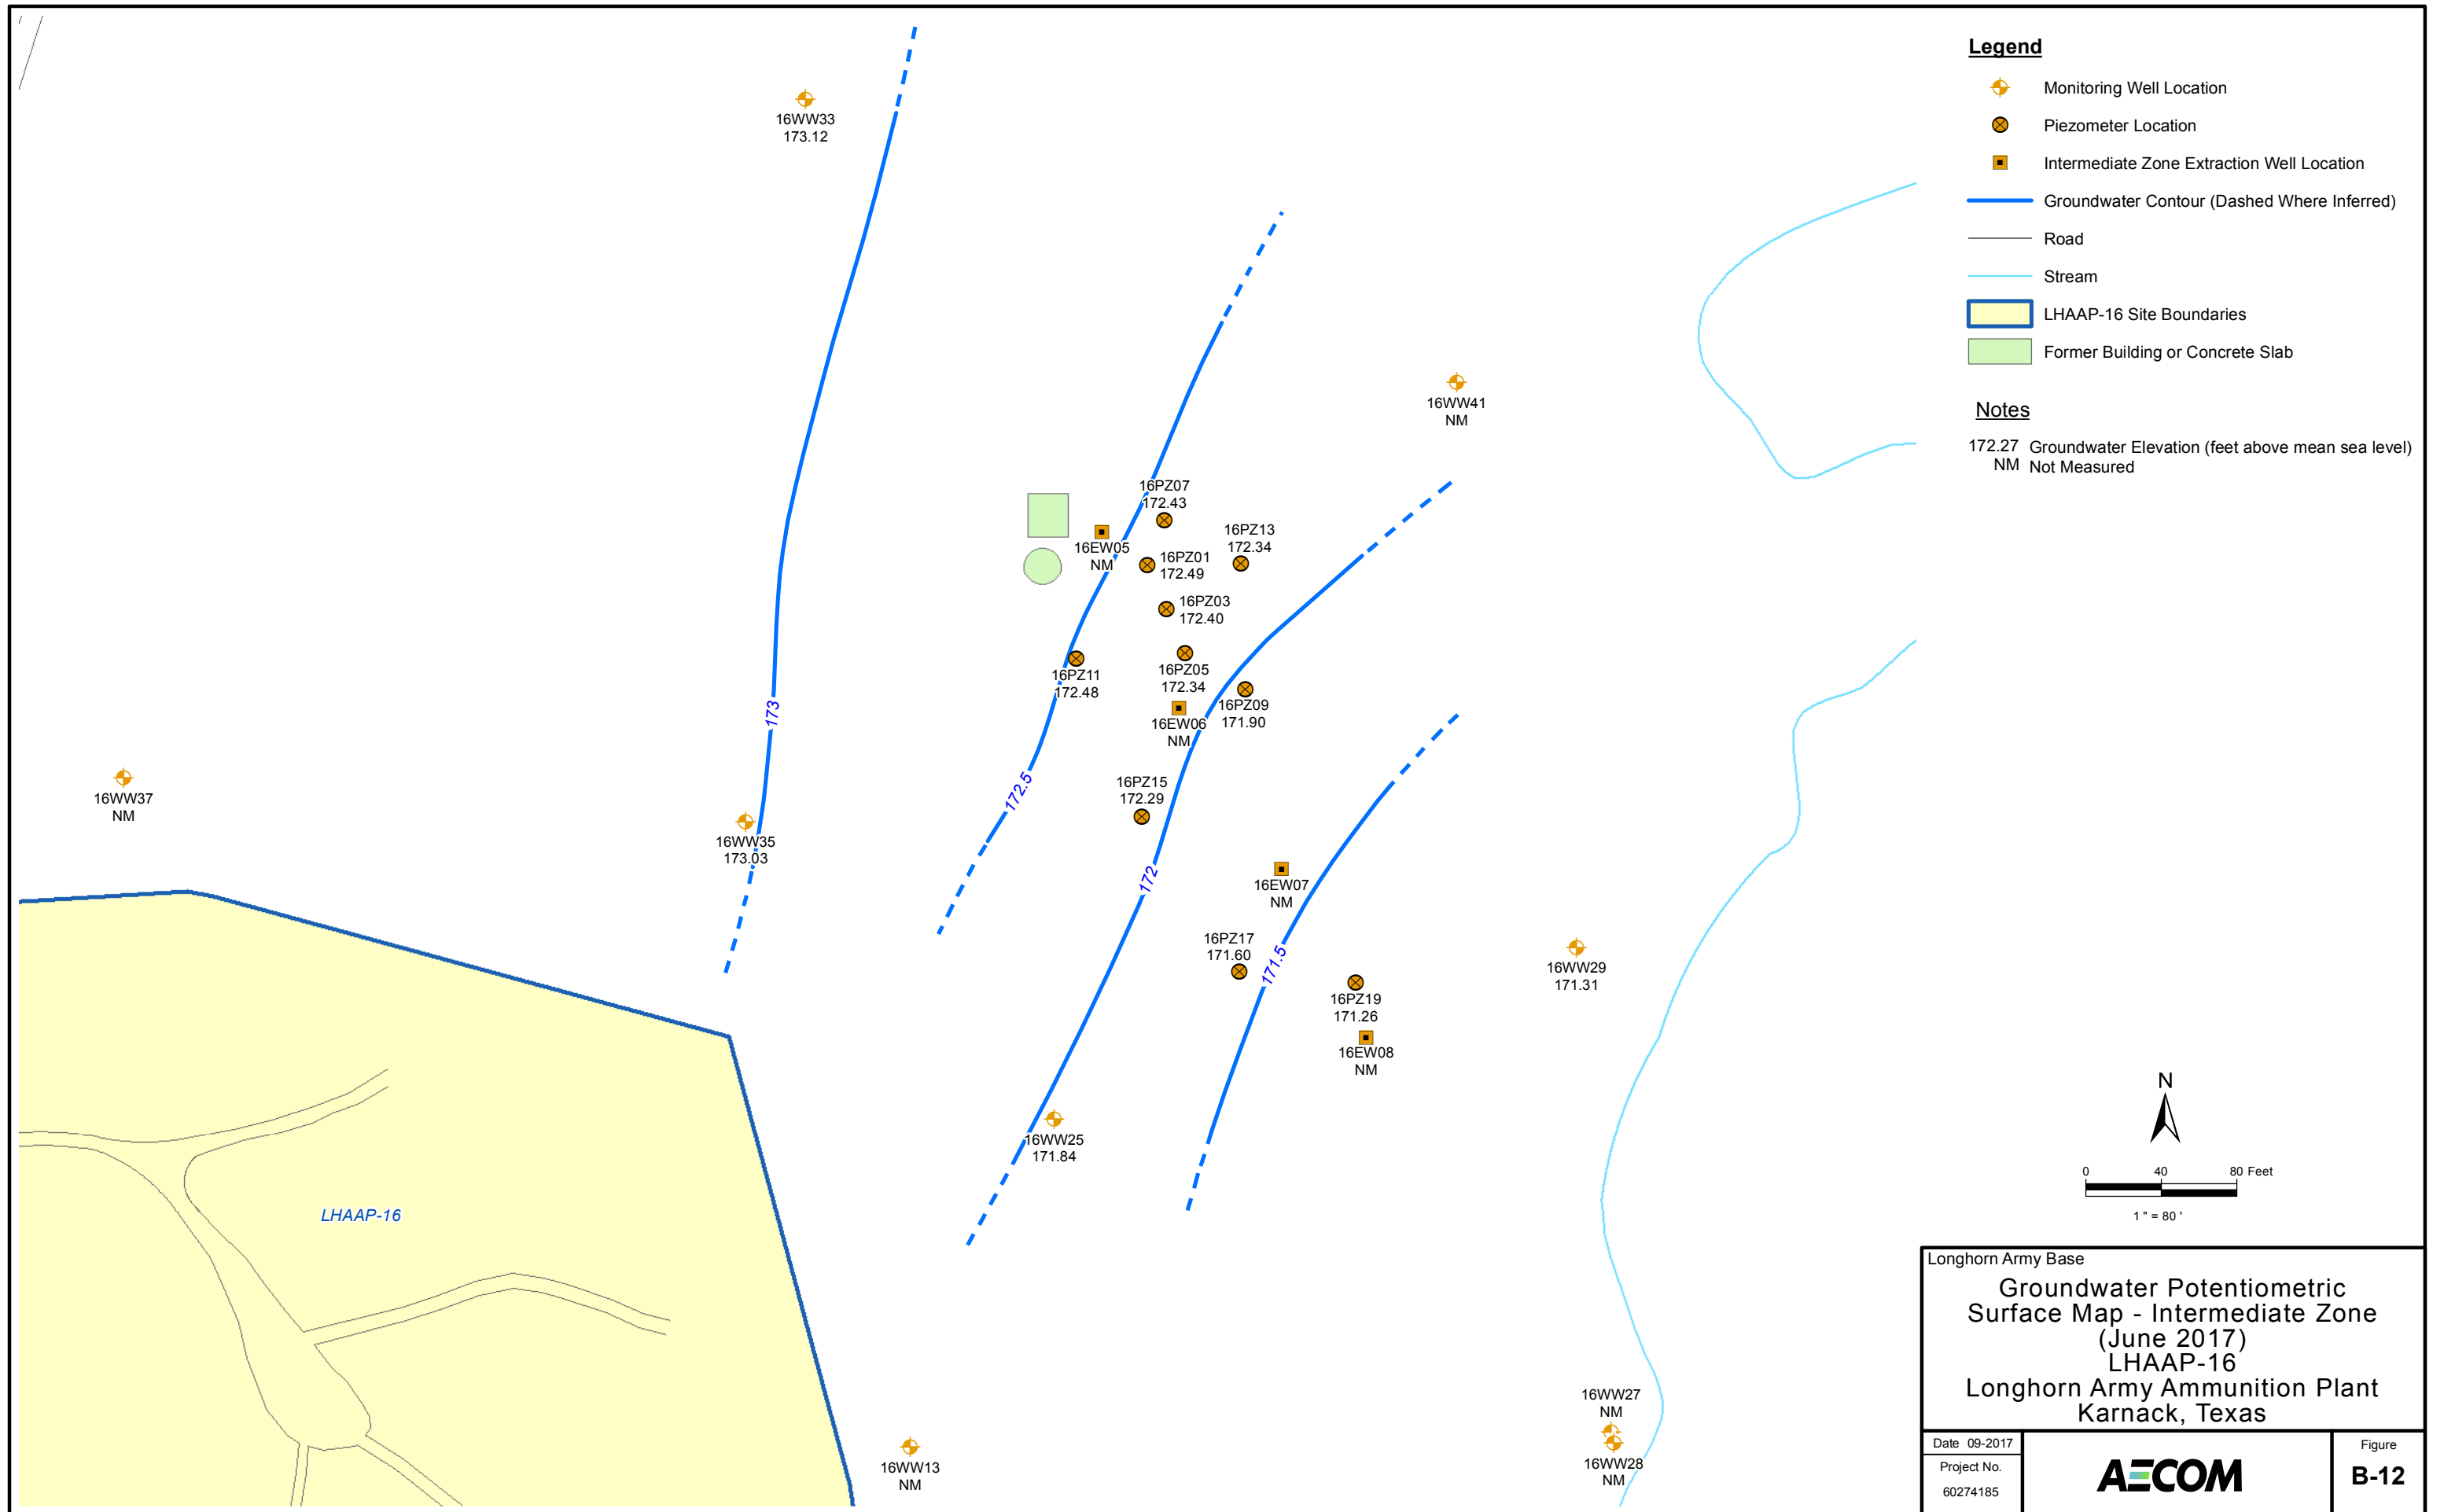 Legend
Monitoring Well Location
Piezometer Location
Intermediate Zone Extraction Well Location
Groundwater Contour (Dashed Where Inferred)
Road
Stream
LHAAP-16 Site Boundaries
Former Building or Concrete Slab
Notes
172.27 Groundwater Elevation (feet above mean sea level)
NM Not Measured
16WW33
173.12
16WW41
NM
16PZ07
172.43
16PZ13
172.34
16EW05
NM
16PZ01
172.49
16PZ03
172.40
16PZ11
172.48
16PZ05
172.34
16PZ09
171.90
16EW06
NM
173
172.5
16PZ15
172.29
16WW37
NM
16WW35
173.03
172
16EW07
NM
16PZ17
171.60
171.5
16WW29
171.31
16PZ19
171.26
16EW08
NM
16WW25
171.84
LHAAP-16
16WW27
NM
16WW28
NM
16WW13
NM
N
0 40 80 Feet
1 " = 80 '
Longhorn Army Base
Groundwater Potentiometric
Surface Map - Intermediate Zone
(June 2017)
LHAAP-16
Longhorn Army Ammunition Plant
Karnack, Texas
Date 09-2017
Project No.
60274185
AECOM
Figure
B-12